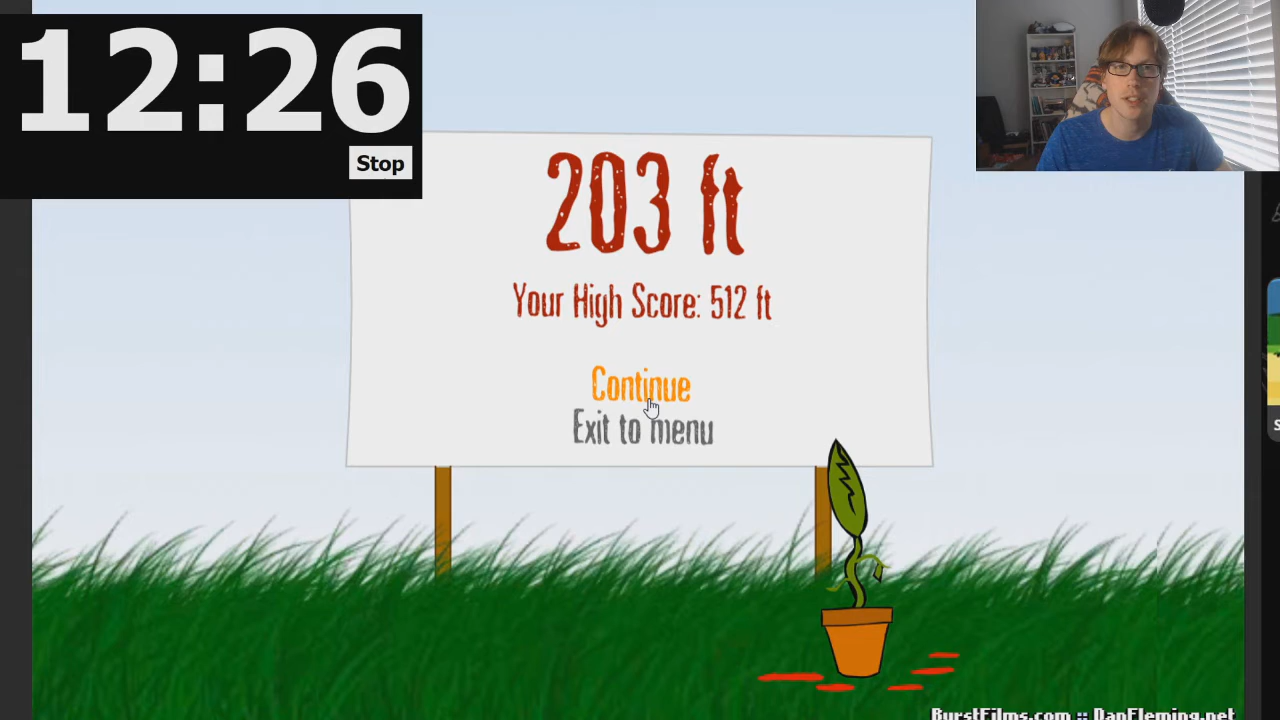 12:26
Stop
203 ft
Your High Score: 512 ft
Continue
Exit to menu
BurstFilms.com :: DanFleming.net